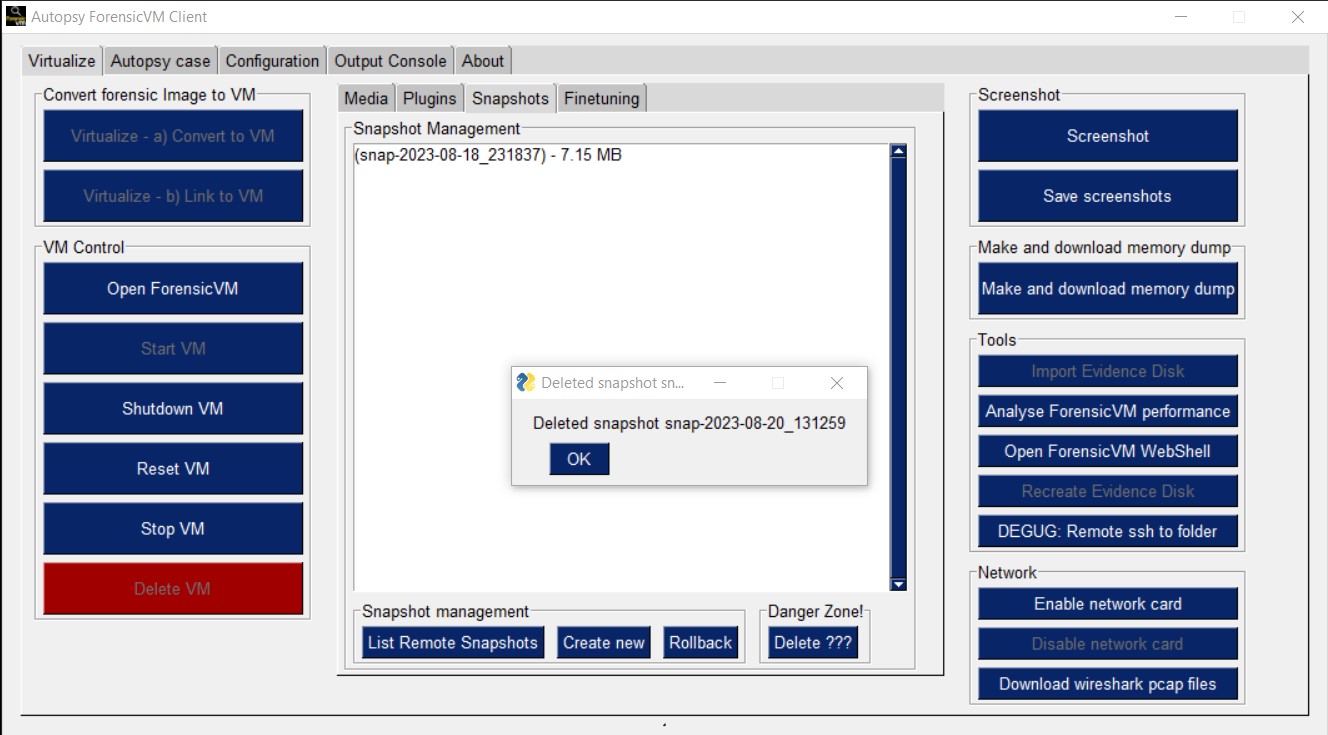 Autopsy ForensicVM Client
Virtualize
Autopsy case
Configuration
Output Console
About
Convert forensic Image to VM
Virtualize - a) Convert to VM
Virtualize - b) Link to VM
VM Control
Open ForensicVM
Start VM
Shutdown VM
Reset VM
Stop VM
Delete VM
Media
Plugins
Snapshots
Finetuning
Snapshot Management
(snap-2023-08-18_231837) - 7.15 MB
Deleted snapshot sn...
Deleted snapshot snap-2023-08-20_131259
OK
Snapshot management
List Remote Snapshots
Create new
Rollback
Danger Zone!
Delete ???
Screenshot
Screenshot
Save screenshots
Make and download memory dump
Make and download memory dump
Tools
Import Evidence Disk
Analyse ForensicVM performance
Open ForensicVM WebShell
Recreate Evidence Disk
DEGUG: Remote ssh to folder
Network
Enable network card
Disable network card
Download wireshark pcap files